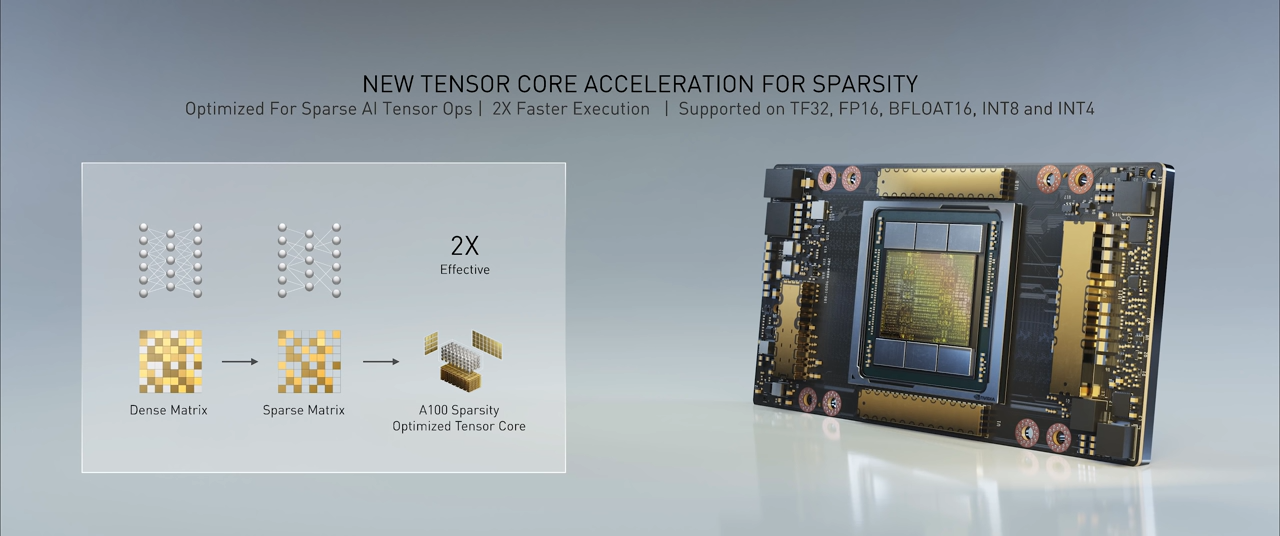 NEW TENSOR CORE ACCELERATION FOR SPARSITY
Optimized For Sparse AI Tensor Ops | 2X Faster Execution | Supported on TF32, FP16, BFLOAT16, INT8 and INT4
2X
Effective
Dense Matrix
Sparse Matrix
A100 Sparsity
Optimized Tensor Core